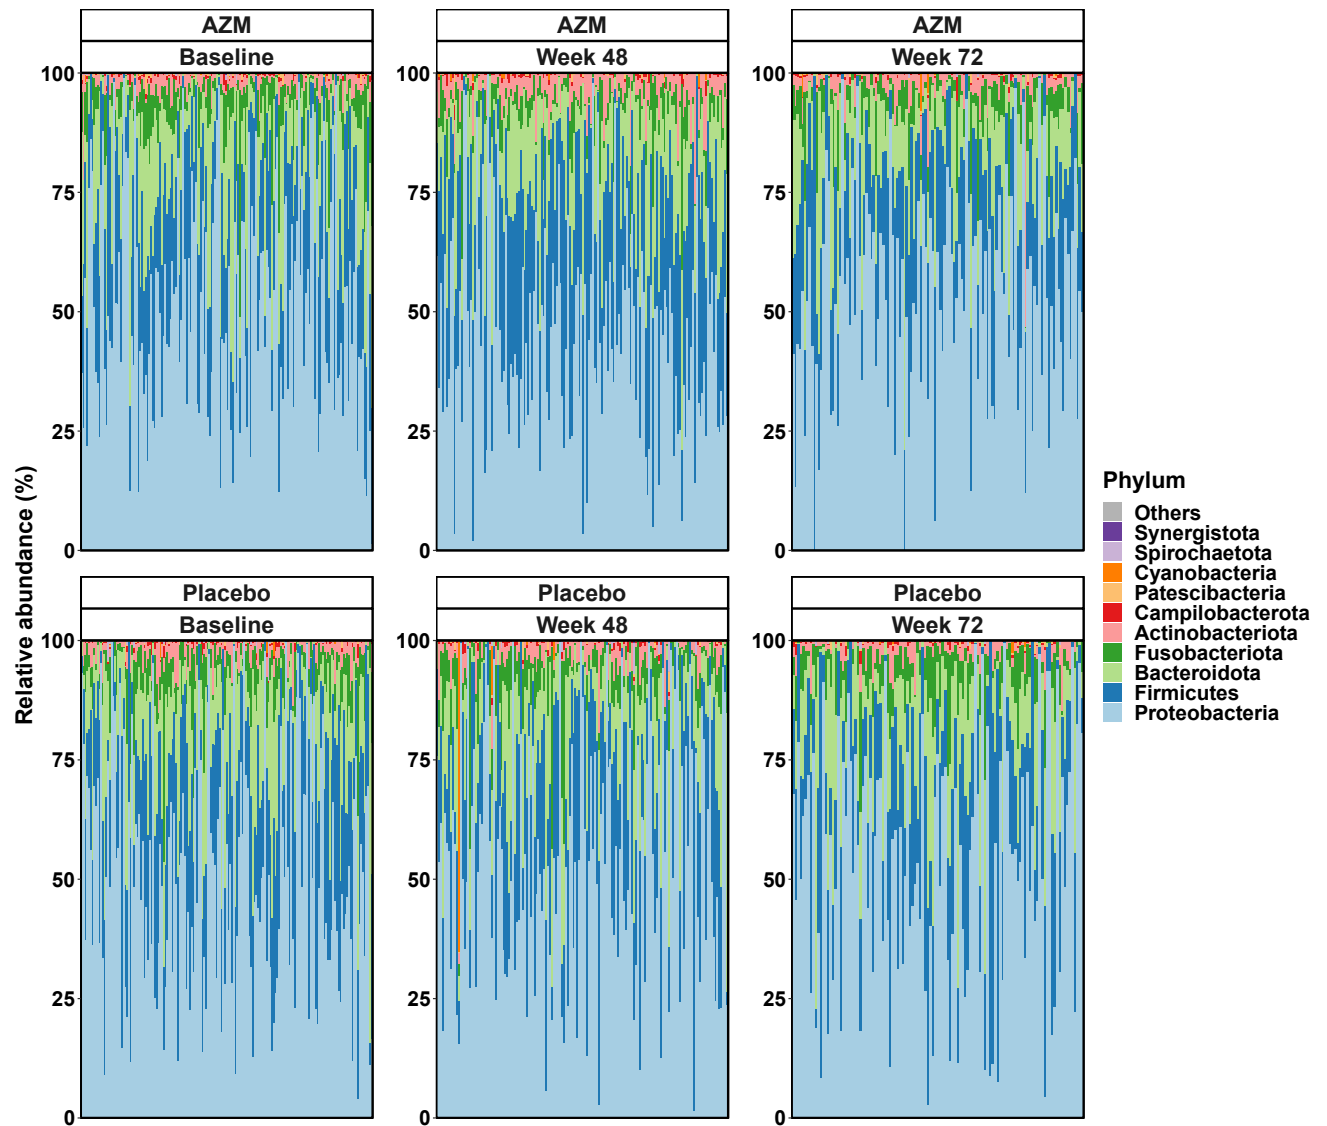 AZM
Baseline
100
75
50
25
0
AZM
Week 48
100
75
50
25
0
AZM
Week 72
100
75
50
25
0
Relative abundance (%)
Placebo
Baseline
100
75
50
25
0
Placebo
Week 48
100
75
50
25
0
Placebo
Week 72
100
75
50
25
0
Phylum
Others
Synergistota
Spirochaetota
Cyanobacteria
Patescibacteria
Campilobacterota
Actinobacteriota
Fusobacteriota
Bacteroidota
Firmicutes
Proteobacteria